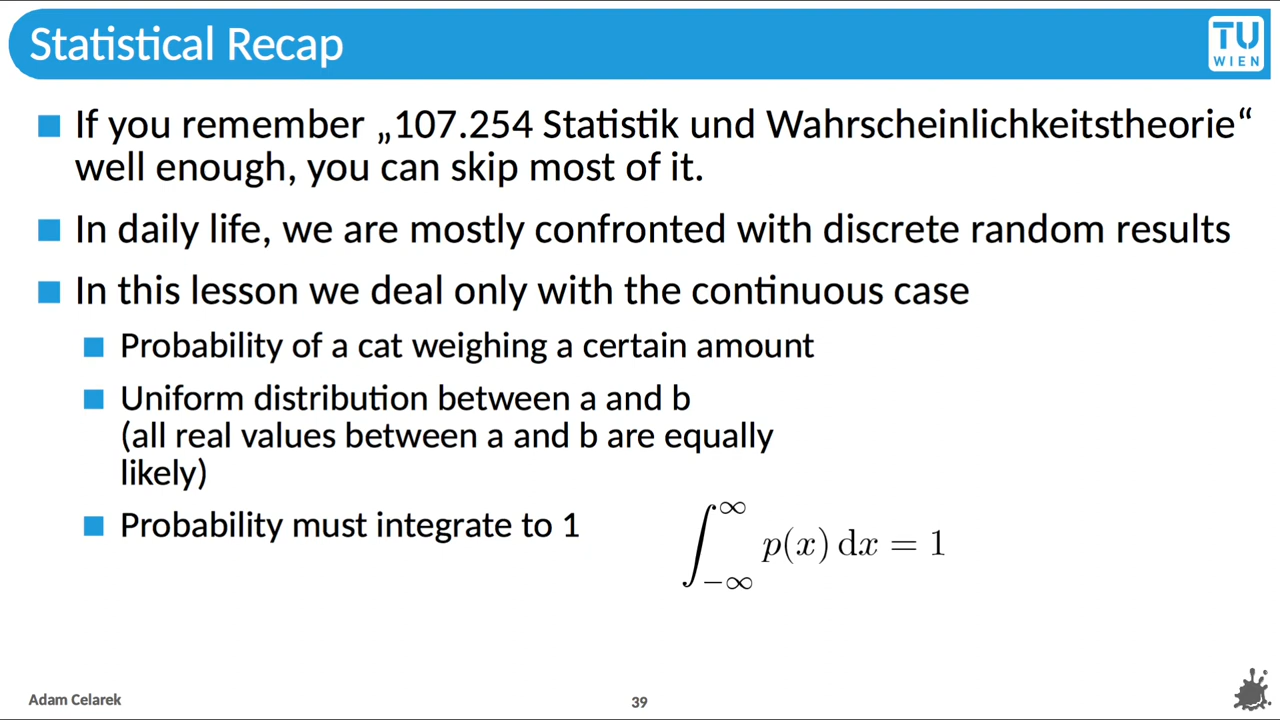 Statistical Recap
TU
WIEN
If you remember „107.254 Statistik und Wahrscheinlichkeitstheorie“
well enough, you can skip most of it.
In daily life, we are mostly confronted with discrete random results
In this lesson we deal only with the continuous case
Probability of a cat weighing a certain amount
Uniform distribution between a and b
(all real values between a and b are equally
likely)
Probability must integrate to 1
∫_{-∞}^{∞} p(x) dx = 1
Adam Celarek
39